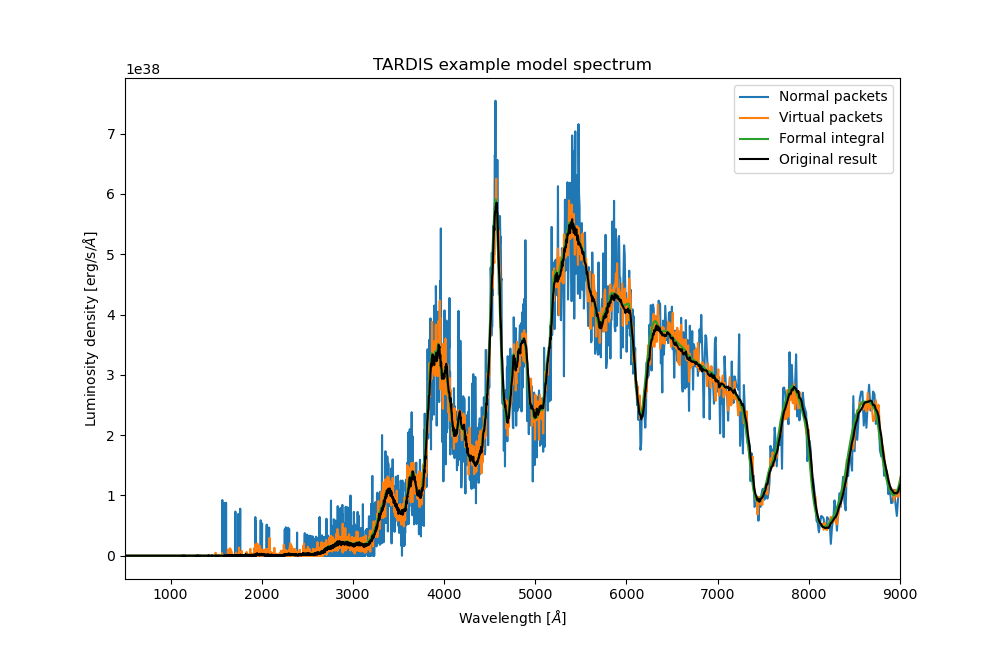 TARDIS example model spectrum
1e38
Normal packets
Virtual packets
Formal integral
Original result
7
6
5
4
3
2
1
0
Luminosity density [erg/s/Å]
1000 2000 3000 4000 5000 6000 7000 8000 9000
Wavelength [Å]